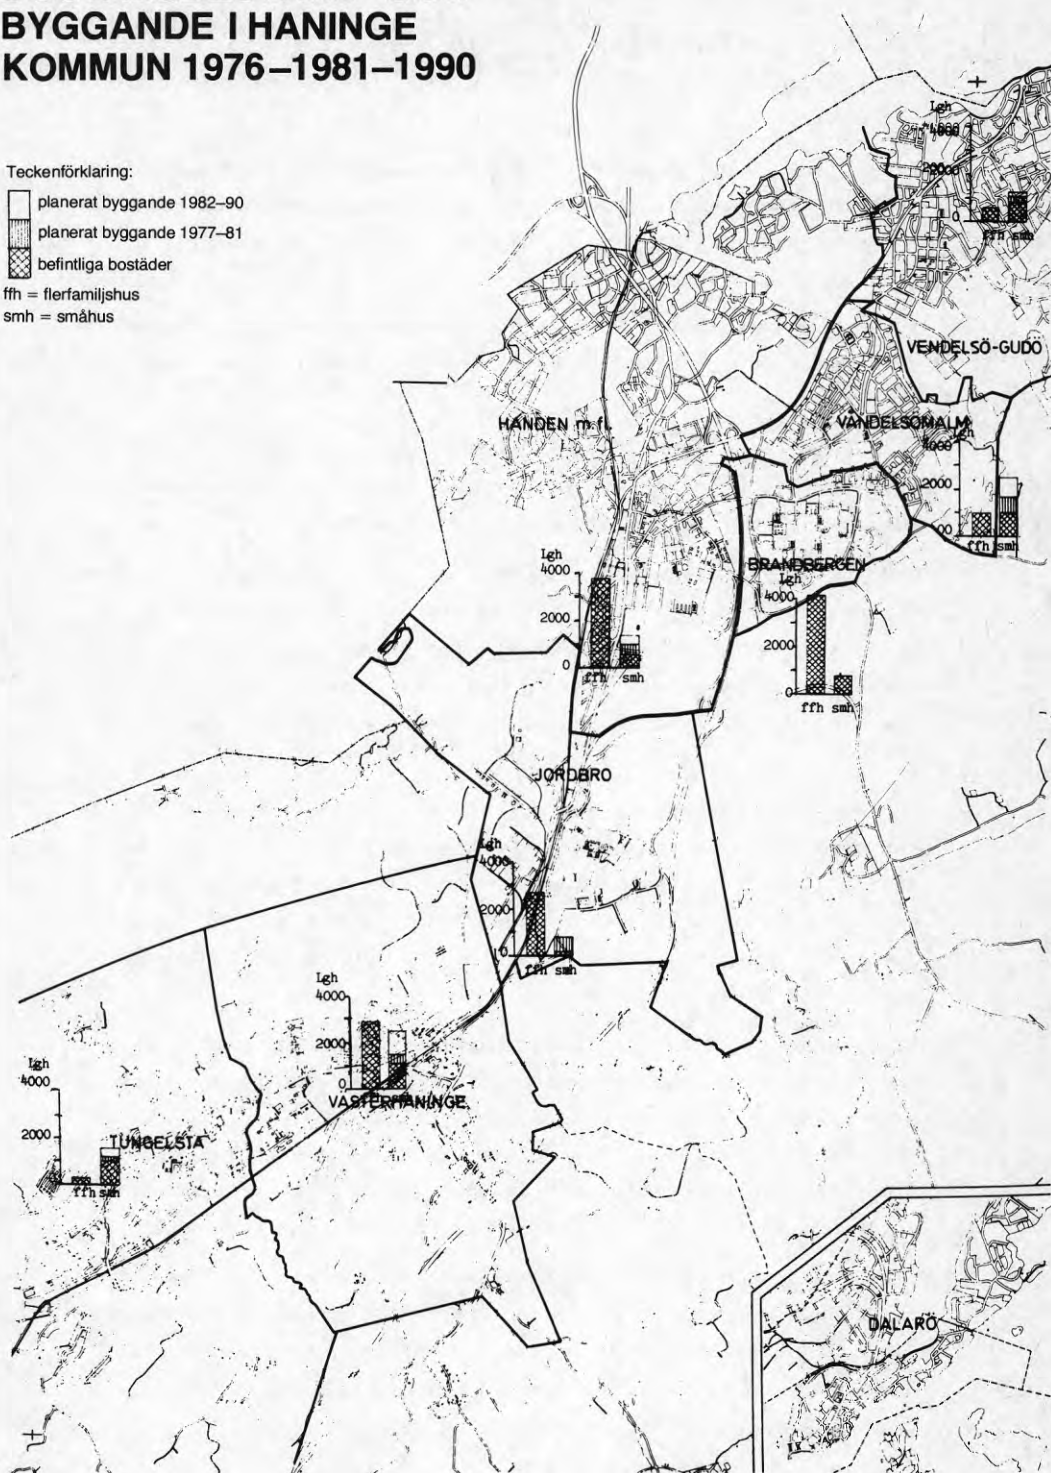 BYGGANDE I HANINGE
KOMMUN 1976–1981–1990
Teckenförklaring:
planerat byggande 1982–90
planerat byggande 1977–81
befintliga bostäder
ffh = flerfamiljshus
smh = småhus
Lgh
4000
2000
0
ffh smh
VENDELSÖ-GUDÖ
HANDEN m.fl.
VÄNDELSÖMALM
Lgh
4000
2000
ffh smh
BRANDBERGEN
Lgh
4000
2000
0
ffh smh
Lgh
4000
2000
0
ffh smh
JORDBRO
Lgh
4000
2000
0
ffh smh
Lgh
4000
2000
0
VÄSTERHANINGE
Lgh
4000
2000
TUNGELSTA
ffh smh
DALARÖ